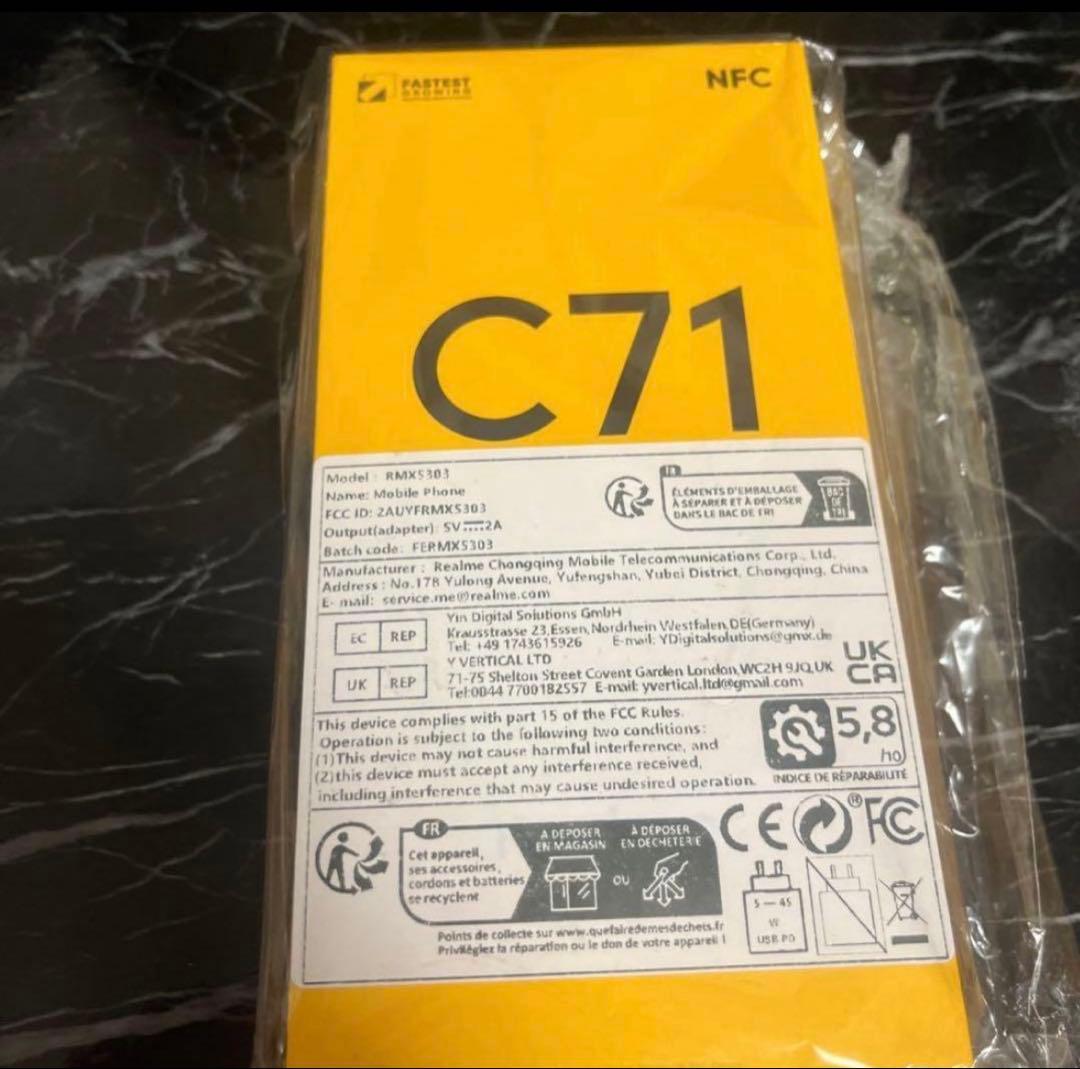 FASTEST
GROWING
NFC
C71
Model : RMX5303
Name: Mobile Phone
FCC ID: 2AUYFRMX5303
Output(adapter): 5V⎓2A
Batch code: FERMX5303
FR
ÉLÉMENTS D'EMBALLAGE
À SÉPARER ET À DÉPOSER
DANS LE BAC DE TRI
BAC
DE
TRI
Manufacturer : Realme Chongqing Mobile Telecommunications Corp., Ltd.
Address : No.178 Yulong Avenue, Yufengshan, Yubei District, Chongqing, China
E- mail: service.me@realme.com
EC REP
Yin Digital Solutions GmbH
Krausstrasse 23,Essen, Nordrhein Westfalen,DE(Germany)
Tel: +49 1743615926 E-mail: YDigitalsolutions@gmx.de
UK REP
Y VERTICAL LTD
71-75 Shelton Street Covent Garden London,WC2H 9JQ,UK
Tel:0044 7700182557 E-mail: yvertical.ltd@gmail.com
UK
CA
This device complies with part 15 of the FCC Rules.
Operation is subject to the following two conditions:
(1)This device may not cause harmful interference, and
(2)this device must accept any interference received,
including interference that may cause undesired operation.
5,8
/10
INDICE DE RÉPARABILITÉ
FR
Cet appareil,
ses accessoires,
cordons et batteries
se recyclent
À DÉPOSER
EN MAGASIN
OU
À DÉPOSER
EN DÉCHÈTERIE
Points de collecte sur www.quefairedemesdechets.fr
Privilégiez la réparation ou le don de votre appareil !
CE ® FC
5 – 45
W
USB PD